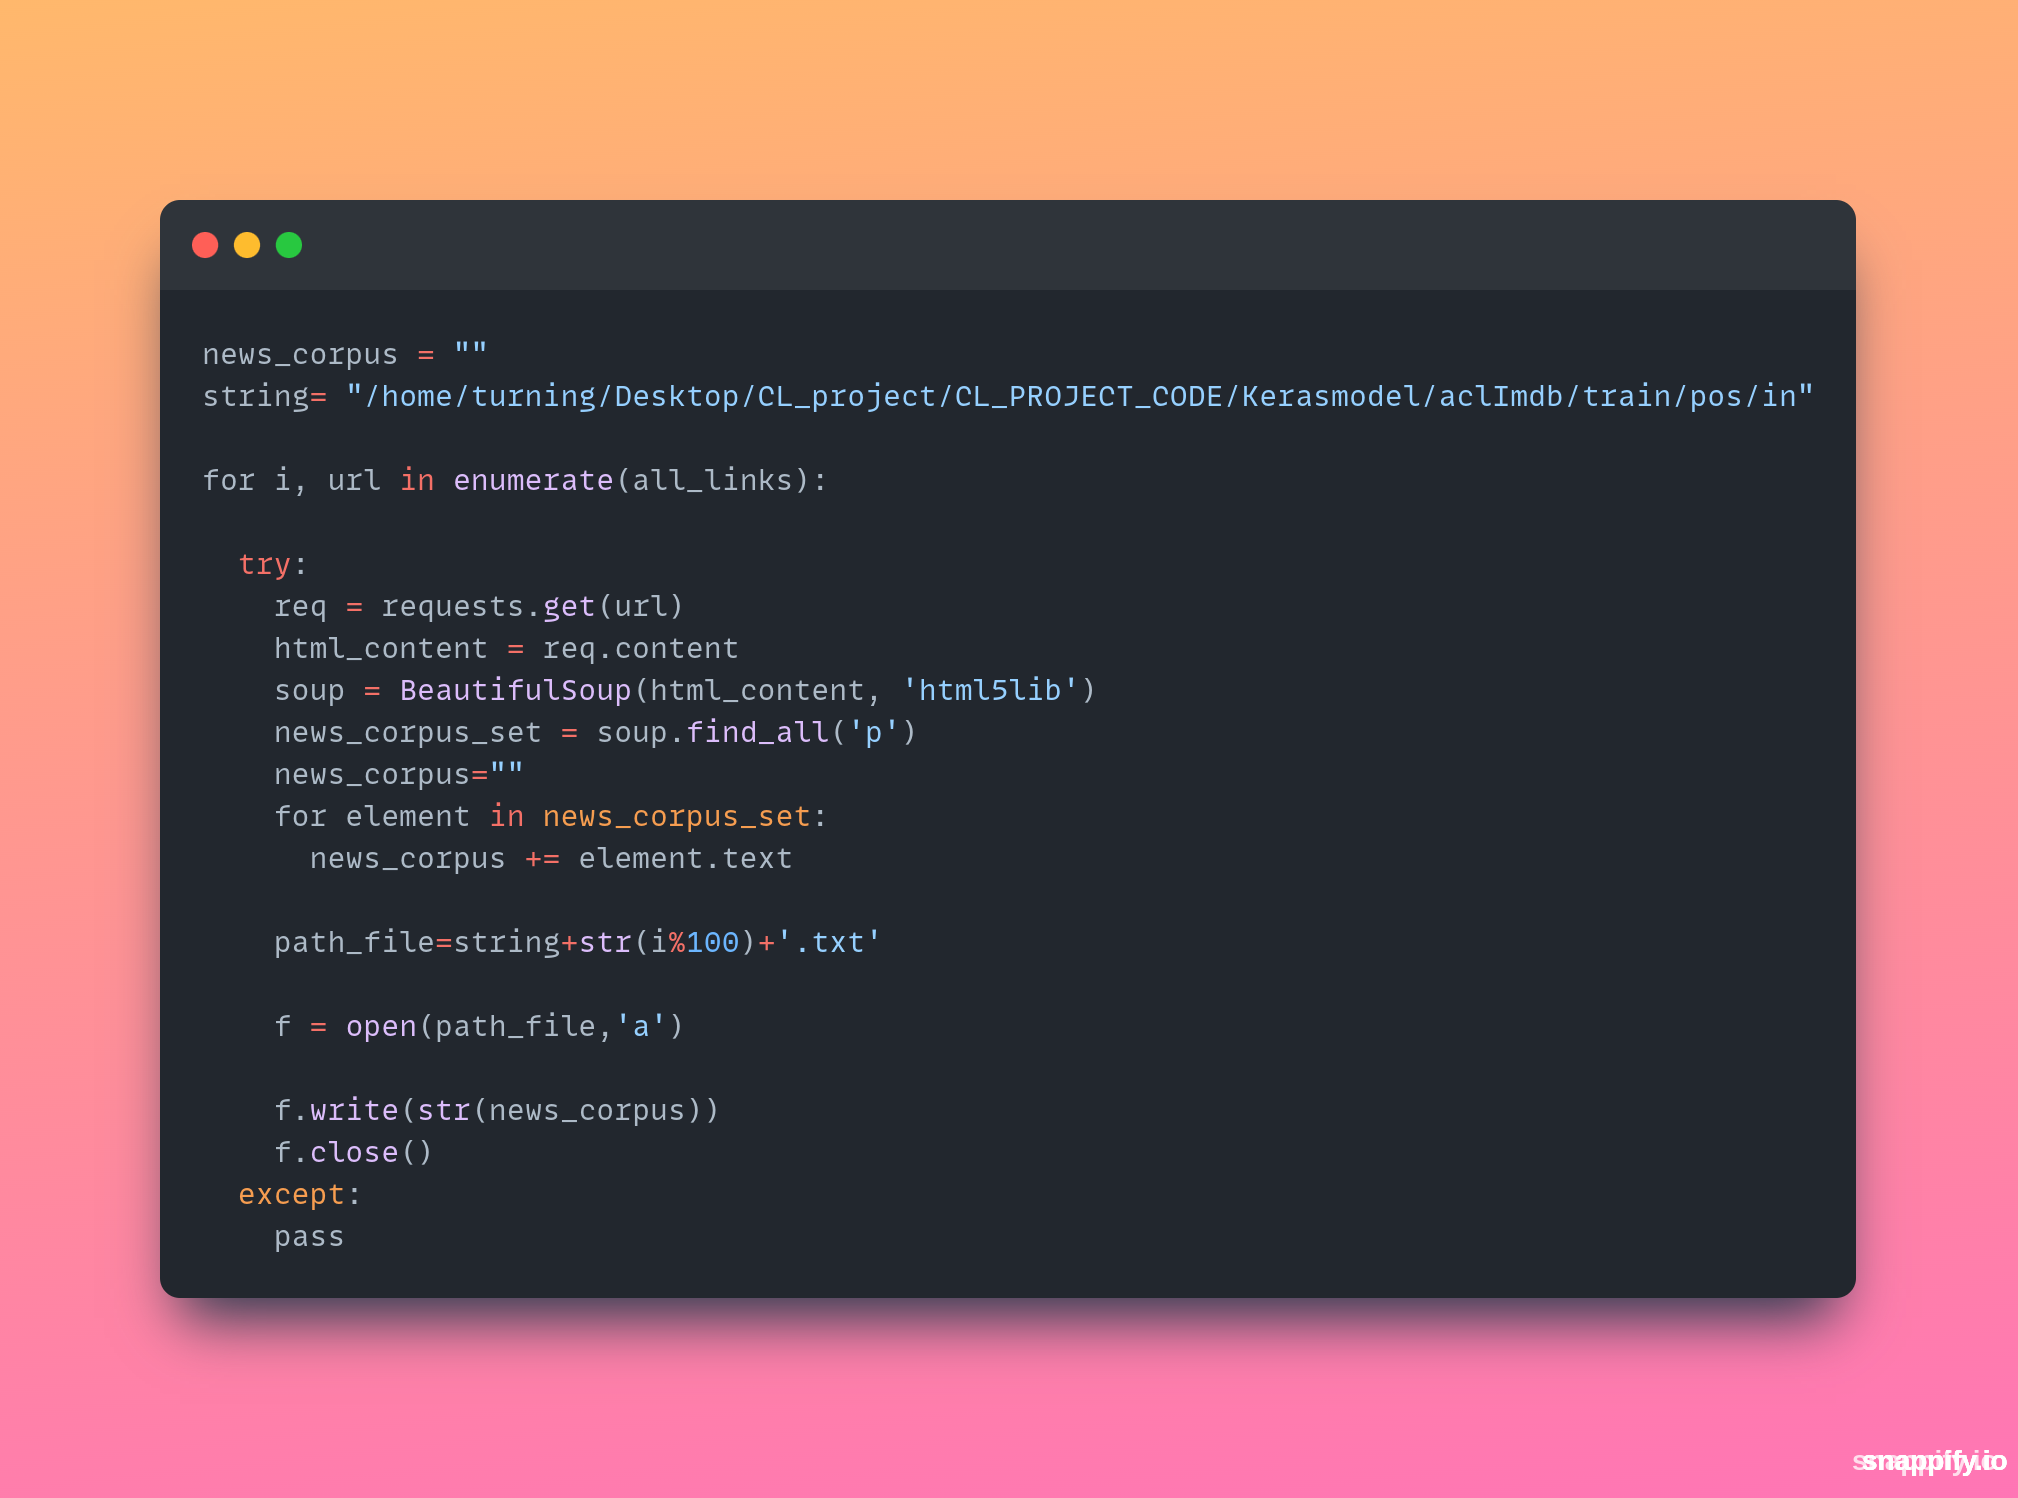 news_corpus = ""
string= "/home/turning/Desktop/CL_project/CL_PROJECT_CODE/Kerasmodel/aclImdb/train/pos/in"
for i, url in enumerate(all_links):
  try:
    req = requests.get(url)
    html_content = req.content
    soup = BeautifulSoup(html_content, 'html5lib')
    news_corpus_set = soup.find_all('p')
    news_corpus=""
    for element in news_corpus_set:
      news_corpus += element.text
    path_file=string+str(i%100)+'.txt'
    f = open(path_file,'a')
    f.write(str(news_corpus))
    f.close()
  except:
    pass
snappify.io